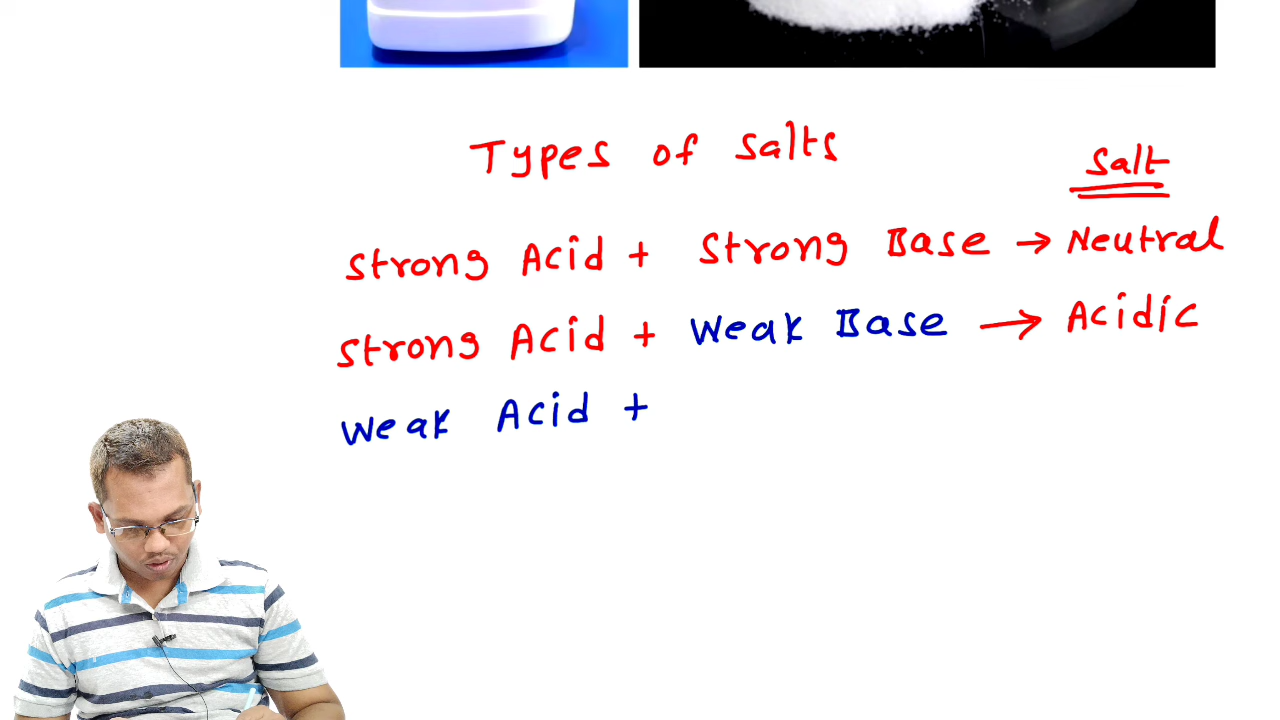 Types of Salts
Salt
Strong Acid + Strong Base → Neutral
Strong Acid + Weak Base → Acidic
Weak Acid +